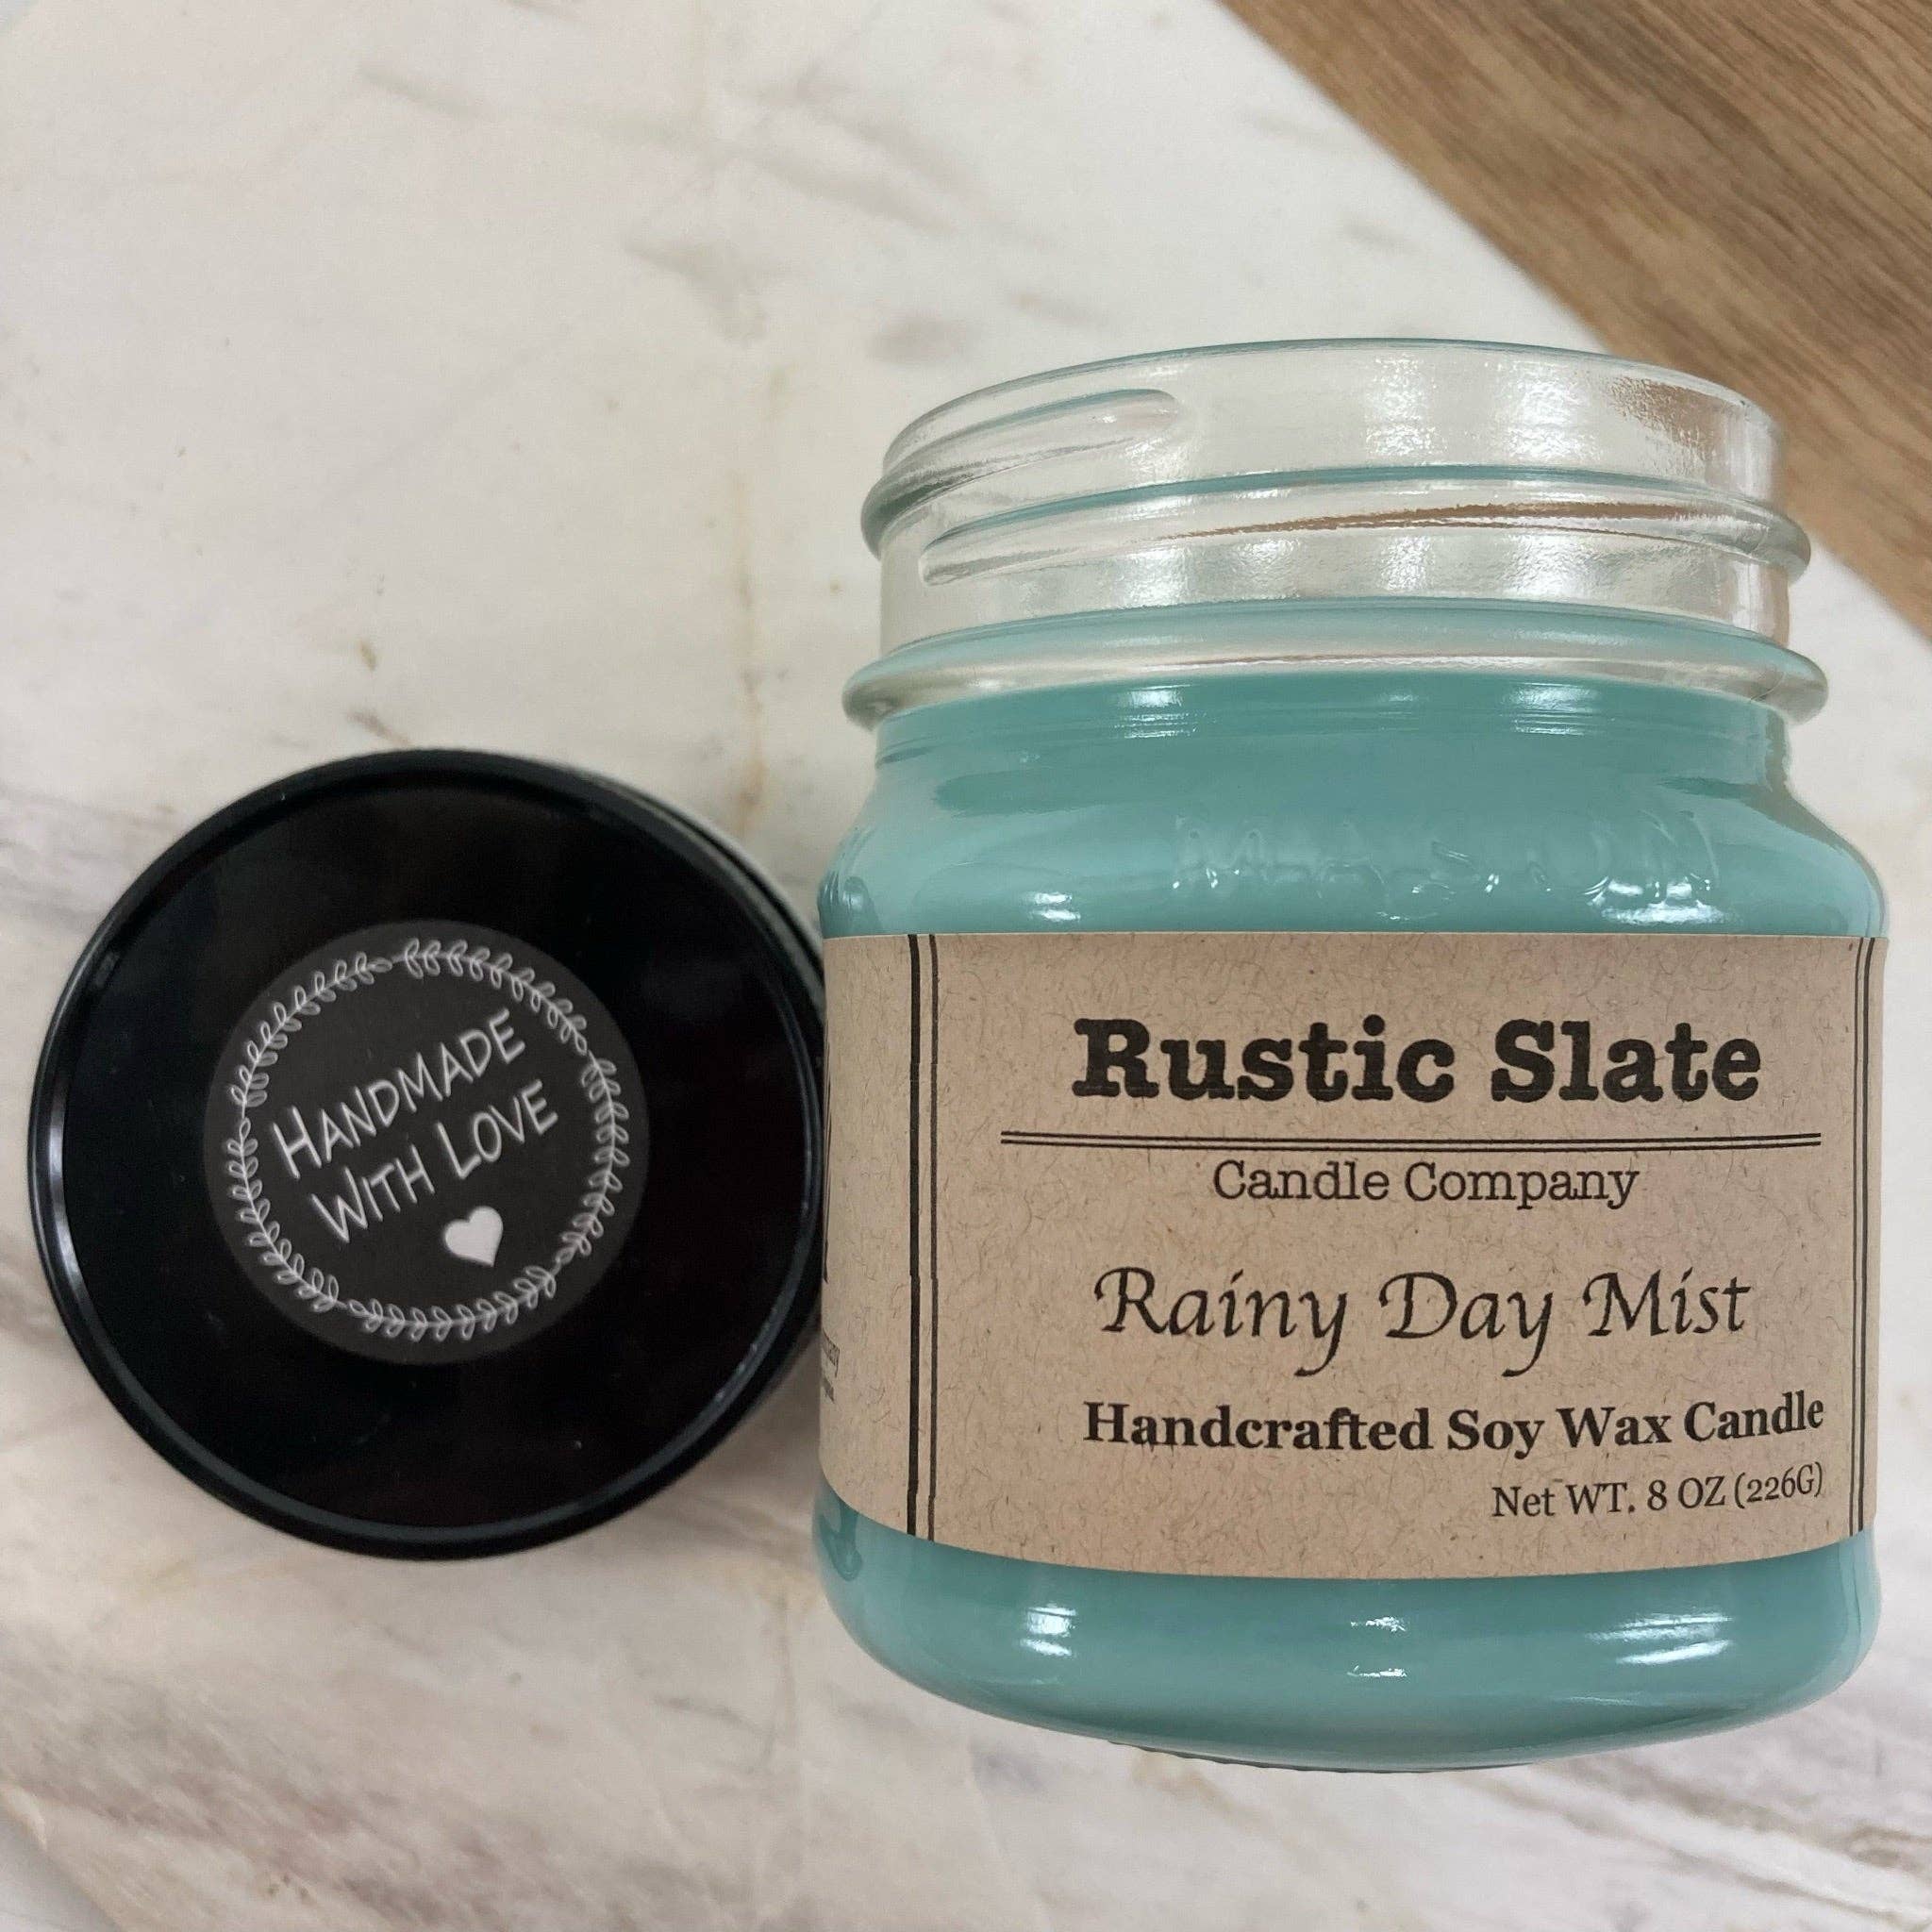 HANDMADE
WITH LOVE
MASON
Rustic Slate
Candle Company
Rainy Day Mist
Handcrafted Soy Wax Candle
Net WT. 8 OZ (226G)